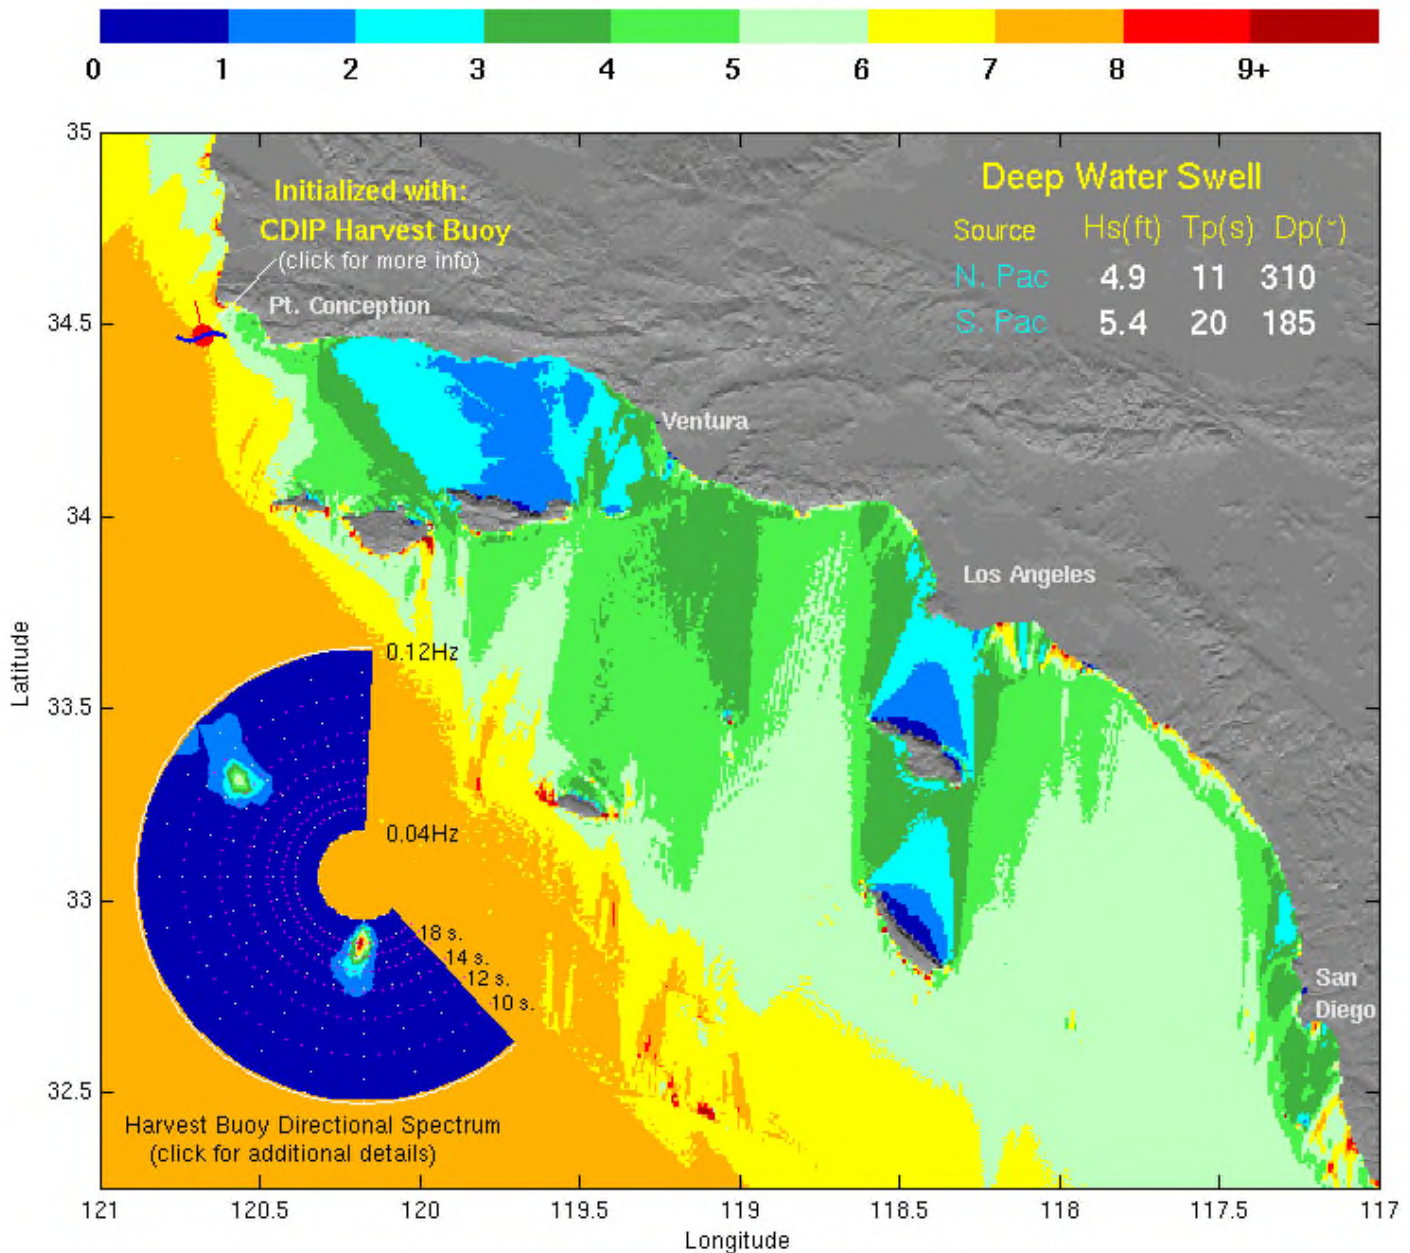 0 1 2 3 4 5 6 7 8 9+
35
34.5
34
33.5
33
32.5
Latitude
121 120.5 120 119.5 119 118.5 118 117.5 117
Longitude
Initialized with:
CDIP Harvest Buoy
(click for more info)
Pt. Conception
Deep Water Swell
Source Hs(ft) Tp(s) Dp(˘)
N. Pac 4.9 11 310
S. Pac 5.4 20 185
Ventura
Los Angeles
San
Diego
0.12Hz
0.04Hz
18 s.
14 s.
12 s.
10 s.
Harvest Buoy Directional Spectrum
(click for additional details)